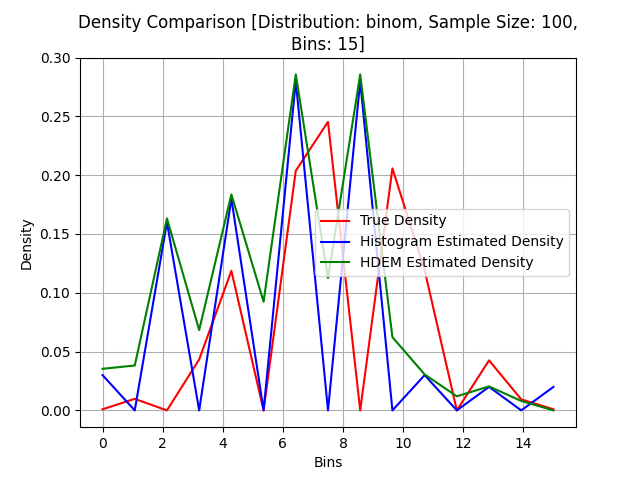 Density Comparison [Distribution: binom, Sample Size: 100,
Bins: 15]
0.30
0.25
0.20
0.15
0.10
0.05
0.00
Density
True Density
Histogram Estimated Density
HDEM Estimated Density
0 2 4 6 8 10 12 14
Bins